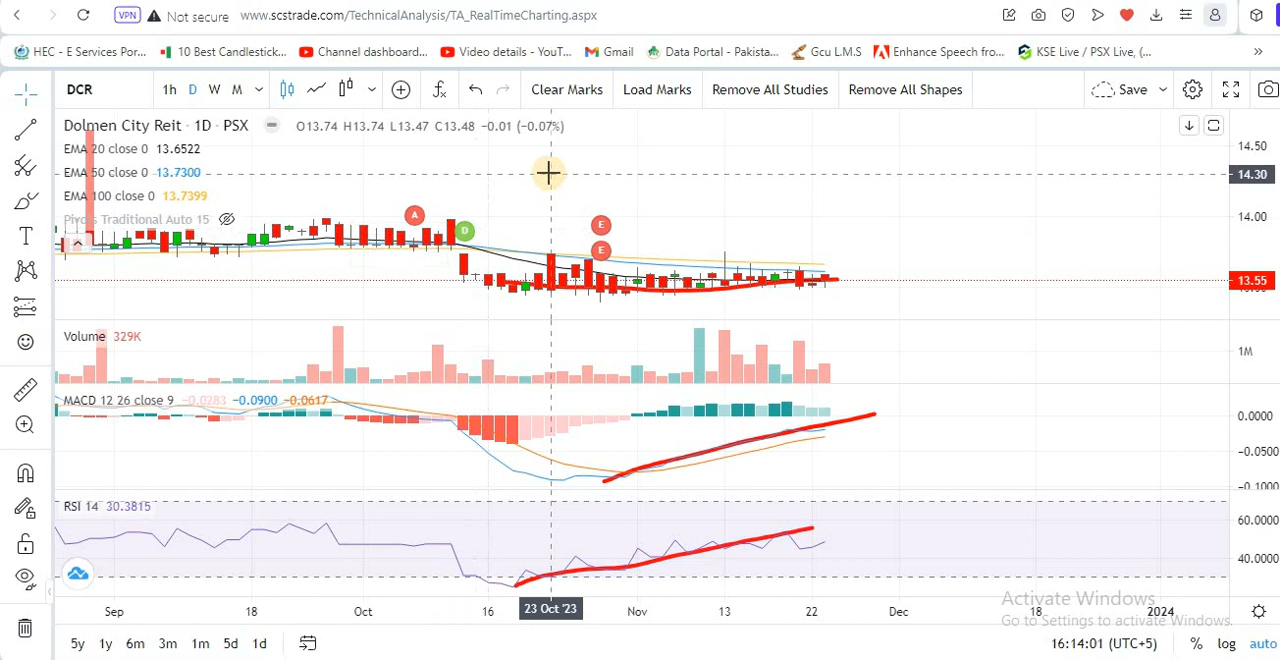 VPN Not secure www.scstrade.com/TechnicalAnalysis/TA_RealTimeCharting.aspx
HEC - E Services Por... 10 Best Candlestick... Channel dashboard... Video details - YouT... Gmail Data Portal - Pakista... Gcu L.M.S Enhance Speech fro... KSE Live / PSX Live, (... »
DCR 1h D W M Clear Marks Load Marks Remove All Studies Remove All Shapes Save
Dolmen City Reit · 1D · PSX O13.74 H13.74 L13.47 C13.48 -0.01 (-0.07%)
EMA 20 close 0 13.6522
EMA 50 close 0 13.7300
EMA 100 close 0 13.7399
Pivots Traditional Auto 15
14.50
14.30
14.00
13.55
A
D
E
E
Volume 329K
1M
MACD 12 26 close 9 -0.0283 -0.0900 -0.0617
0.0000
-0.0500
-0.1000
RSI 14 30.3815
60.0000
40.0000
Sep 18 Oct 16 23 Oct '23 Nov 13 22 Dec 18 2024
Activate Windows
Go to Settings to activate Windows.
5y 1y 6m 3m 1m 5d 1d 16:14:01 (UTC+5) % log auto